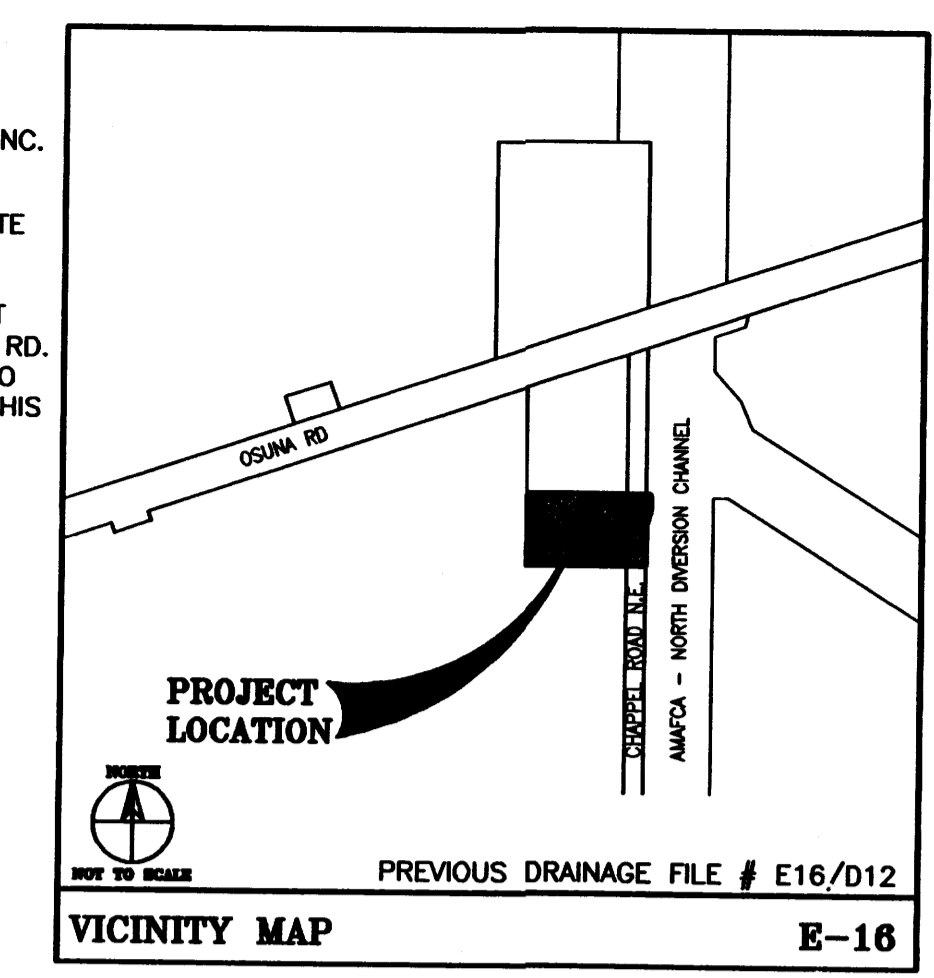 NC.
TE
T
RD.
O
HIS
OSUNA RD
AMAFCA - NORTH DIVERSION CHANNEL
CHAPPEL ROAD N.E.
PROJECT
LOCATION
NORTH
NOT TO SCALE
PREVIOUS DRAINAGE FILE # E16/D12
VICINITY MAP E-16